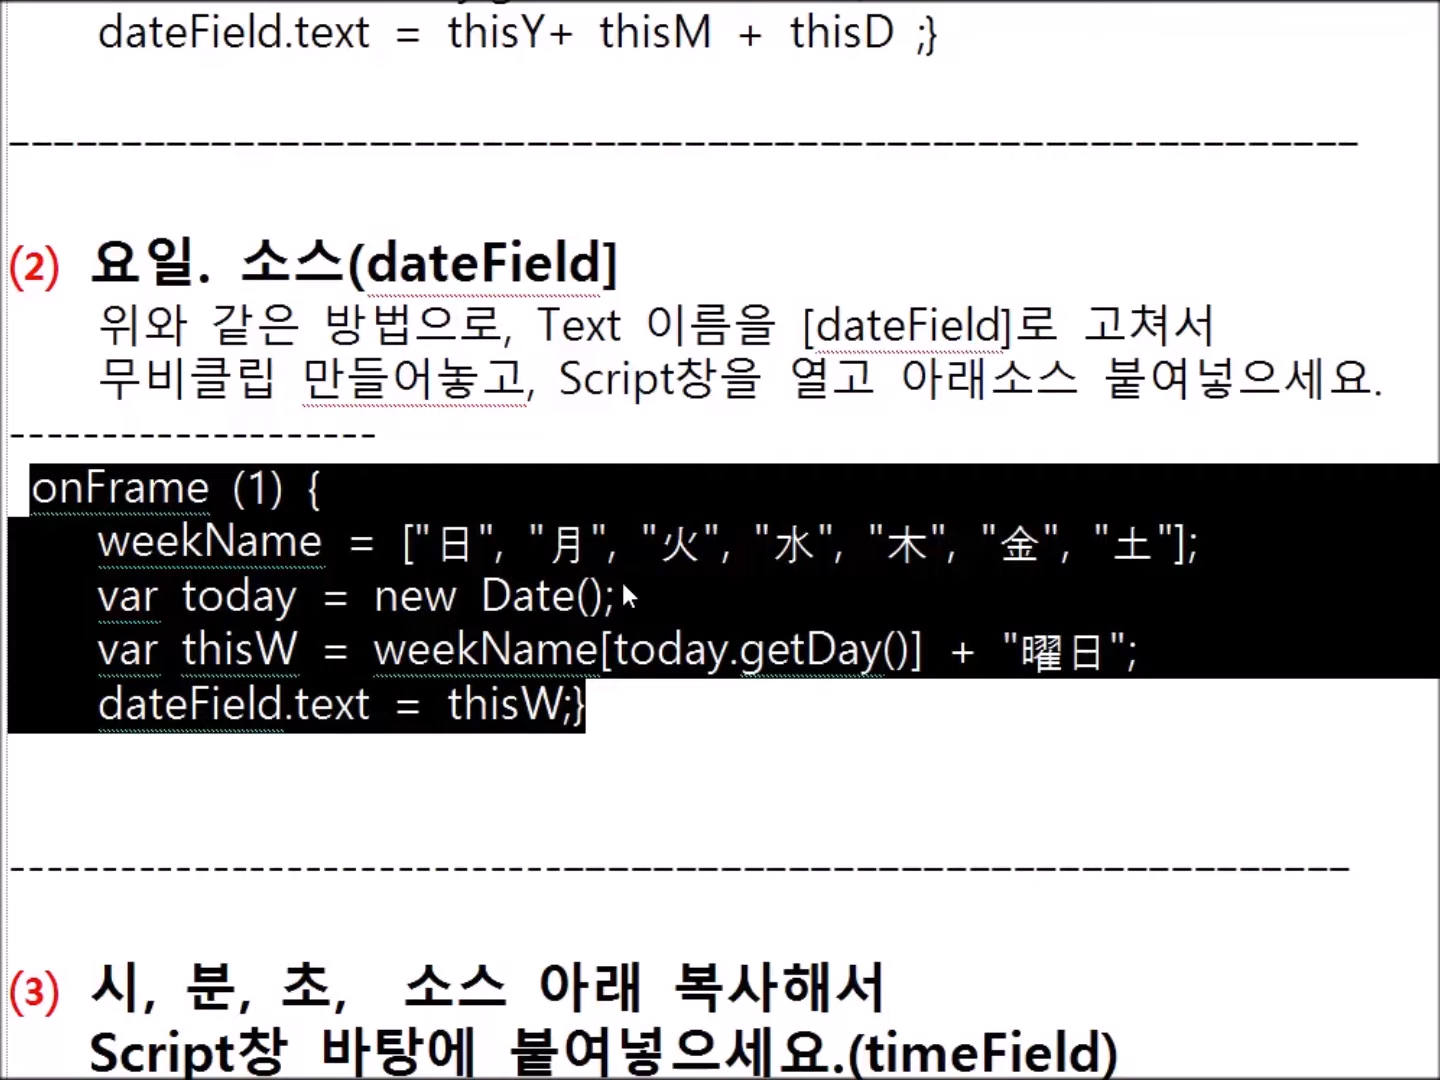 dateField.text = thisY+ thisM + thisD ;}
(2) 요일. 소스(dateField]
위와 같은 방법으로, Text 이름을 [dateField]로 고쳐서
무비클립 만들어놓고, Script창을 열고 아래소스 붙여넣으세요.
onFrame (1) {
weekName = ["日", "月", "火", "水", "木", "金", "土"];
var today = new Date();
var thisW = weekName[today.getDay()] + "曜日";
dateField.text = thisW;}
(3) 시, 분, 초, 소스 아래 복사해서
Script창 바탕에 붙여넣으세요.(timeField)